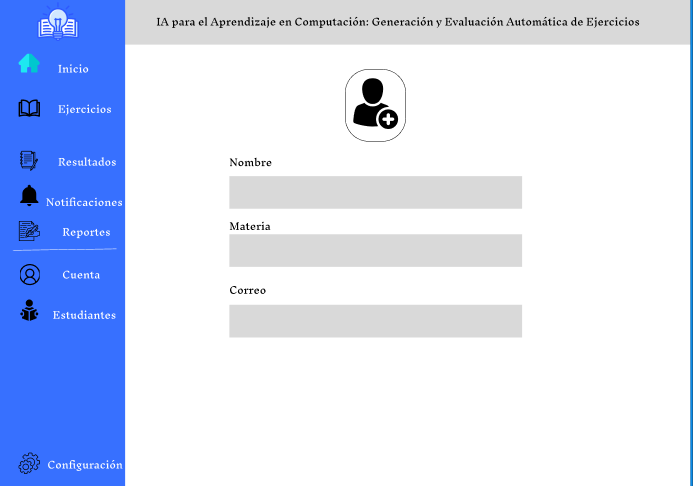 IA para el Aprendizaje en Computación: Generación y Evaluación Automática de Ejercicios
Inicio
Ejercicios
Resultados
Notificaciones
Reportes
Cuenta
Estudiantes
Configuración
Nombre
Materia
Correo